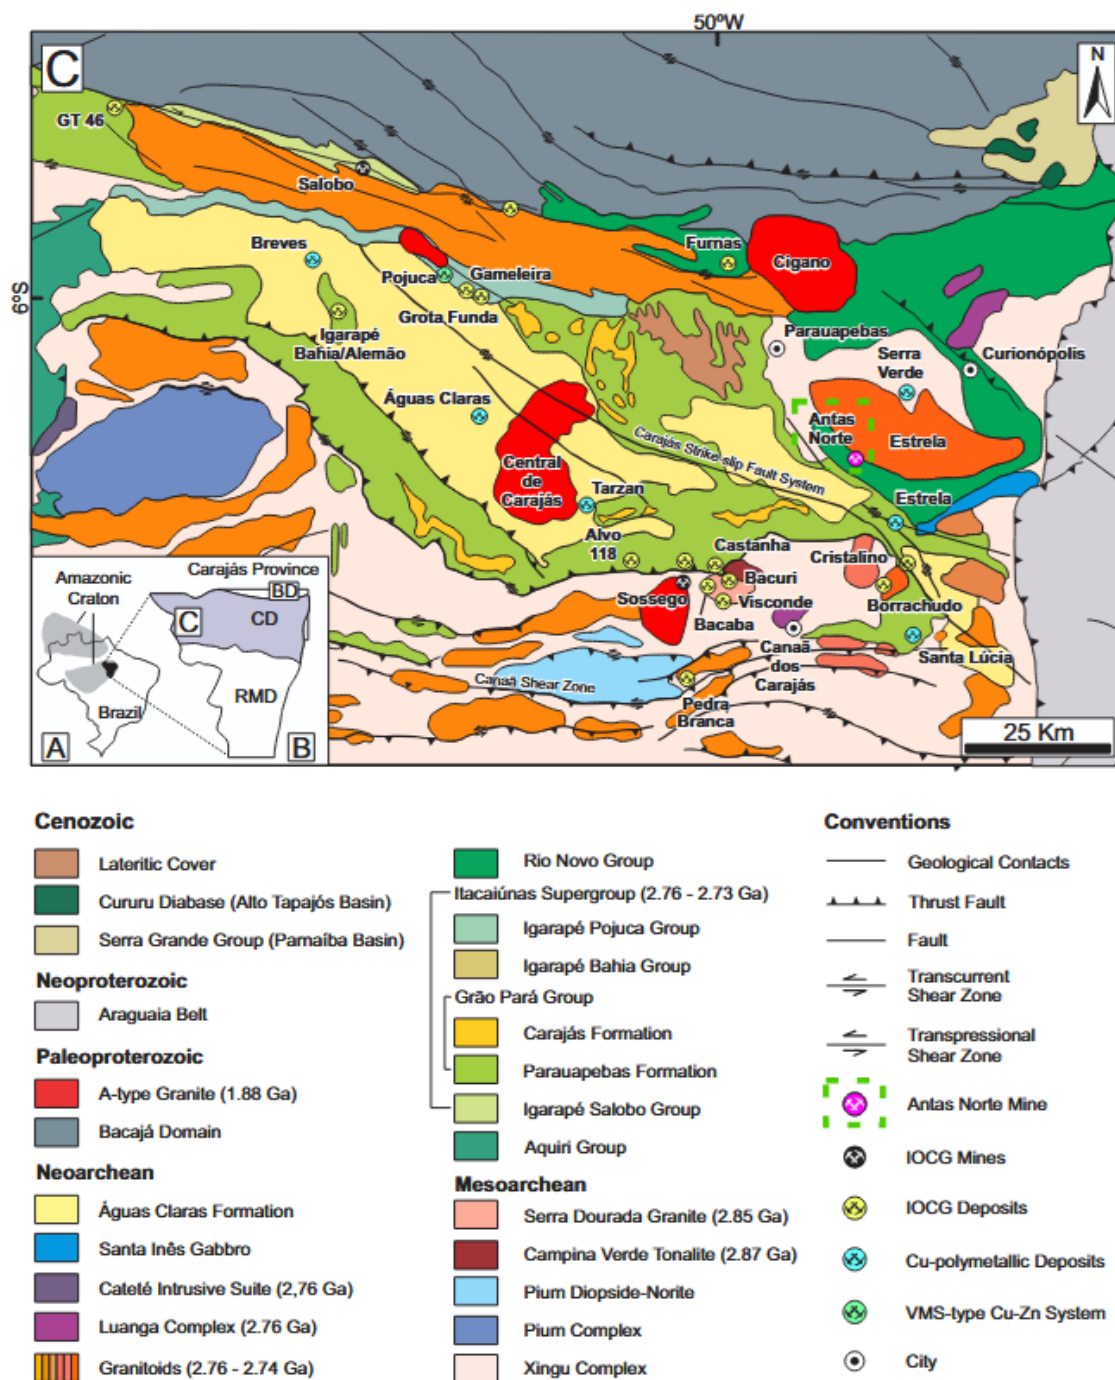 50ºW
C
N
GT 46
Salobo
Breves
Furnas
Cigano
Pojuca
Gameleira
6ºS
Grota Funda
Igarapé
Bahia/Alemão
Parauapebas
Serra
Verde
Curionópolis
Águas Claras
Antas
Norte
Estrela
Carajás Strike-slip Fault System
Central
de
Carajás
Tarzan
Estrela
Alvo
118
Castanha
Cristalino
Bacuri
Sossego
Visconde
Borrachudo
Bacaba
Canaã
dos
Carajás
Santa Lúcia
Canaã Shear Zone
Pedra
Branca
25 Km
Amazonic
Craton
Carajás Province
BD
C
CD
RMD
Brazil
A
B
Cenozoic
Lateritic Cover
Cururu Diabase (Alto Tapajós Basin)
Serra Grande Group (Parnaíba Basin)
Neoproterozoic
Araguaia Belt
Paleoproterozoic
A-type Granite (1.88 Ga)
Bacajá Domain
Neoarchean
Águas Claras Formation
Santa Inês Gabbro
Cateté Intrusive Suite (2,76 Ga)
Luanga Complex (2.76 Ga)
Granitoids (2.76 - 2.74 Ga)
Rio Novo Group
Itacaiúnas Supergroup (2.76 - 2.73 Ga)
Igarapé Pojuca Group
Igarapé Bahia Group
Grão Pará Group
Carajás Formation
Parauapebas Formation
Igarapé Salobo Group
Aquiri Group
Mesoarchean
Serra Dourada Granite (2.85 Ga)
Campina Verde Tonalite (2.87 Ga)
Pium Diopside-Norite
Pium Complex
Xingu Complex
Conventions
Geological Contacts
Thrust Fault
Fault
Transcurrent
Shear Zone
Transpressional
Shear Zone
Antas Norte Mine
IOCG Mines
IOCG Deposits
Cu-polymetallic Deposits
VMS-type Cu-Zn System
City